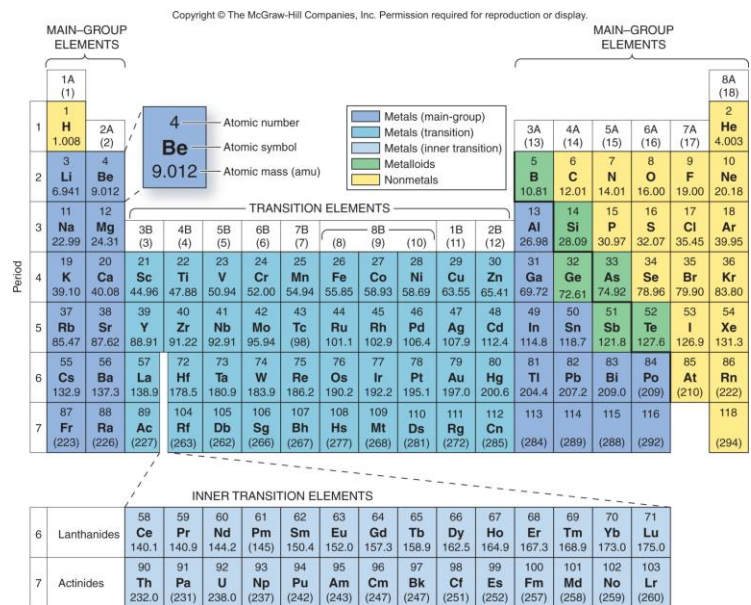 Copyright © The McGraw-Hill Companies, Inc. Permission required for reproduction or display.
MAIN–GROUP
ELEMENTS
MAIN–GROUP
ELEMENTS
1A
(1)
8A
(18)
1
H
1.008
2A
(2)
4
Be
9.012
Atomic number
Atomic symbol
Atomic mass (amu)
Metals (main-group)
Metals (transition)
Metals (inner transition)
Metalloids
Nonmetals
3A 4A 5A 6A 7A
(13) (14) (15) (16) (17)
2
He
4.003
Period
1
2
3 4 5 6 7 8 9 10
Li Be B C N O F Ne
6.941 9.012 10.81 12.01 14.01 16.00 19.00 20.18
TRANSITION ELEMENTS
3B 4B 5B 6B 7B 8B 1B 2B
(3) (4) (5) (6) (7) (8) (9) (10) (11) (12)
3
11 12 13 14 15 16 17 18
Na Mg Al Si P S Cl Ar
22.99 24.31 26.98 28.09 30.97 32.07 35.45 39.95
4
19 20 21 22 23 24 25 26 27 28 29 30 31 32 33 34 35 36
K Ca Sc Ti V Cr Mn Fe Co Ni Cu Zn Ga Ge As Se Br Kr
39.10 40.08 44.96 47.88 50.94 52.00 54.94 55.85 58.93 58.69 63.55 65.41 69.72 72.61 74.92 78.96 79.90 83.80
5
37 38 39 40 41 42 43 44 45 46 47 48 49 50 51 52 53 54
Rb Sr Y Zr Nb Mo Tc Ru Rh Pd Ag Cd In Sn Sb Te I Xe
85.47 87.62 88.91 91.22 92.91 95.94 (98) 101.1 102.9 106.4 107.9 112.4 114.8 118.7 121.8 127.6 126.9 131.3
6
55 56 57 72 73 74 75 76 77 78 79 80 81 82 83 84 85 86
Cs Ba La Hf Ta W Re Os Ir Pt Au Hg Tl Pb Bi Po At Rn
132.9 137.3 138.9 178.5 180.9 183.9 186.2 190.2 192.2 195.1 197.0 200.6 204.4 207.2 209.0 (209) (210) (222)
7
87 88 89 104 105 106 107 108 109 110 111 112 113 114 115 116 118
Fr Ra Ac Rf Db Sg Bh Hs Mt Ds Rg Cn
(223) (226) (227) (263) (262) (266) (267) (277) (268) (281) (272) (285) (284) (289) (288) (292) (294)
INNER TRANSITION ELEMENTS
6 Lanthanides
58 59 60 61 62 63 64 65 66 67 68 69 70 71
Ce Pr Nd Pm Sm Eu Gd Tb Dy Ho Er Tm Yb Lu
140.1 140.9 144.2 (145) 150.4 152.0 157.3 158.9 162.5 164.9 167.3 168.9 173.0 175.0
7 Actinides
90 91 92 93 94 95 96 97 98 99 100 101 102 103
Th Pa U Np Pu Am Cm Bk Cf Es Fm Md No Lr
232.0 (231) 238.0 (237) (242) (243) (247) (247) (251) (252) (257) (258) (259) (260)